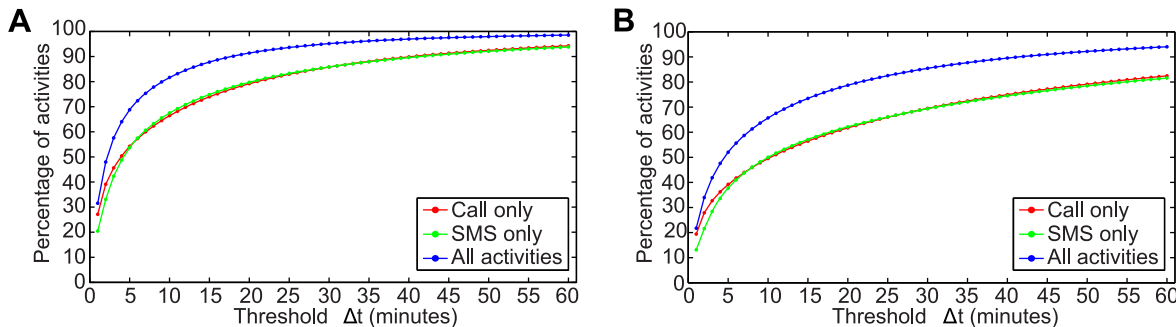 A
Percentage of activities
100
90
80
70
60
50
40
30
20
10
0
Call only
SMS only
All activities
0 5 10 15 20 25 30 35 40 45 50 55 60
Threshold Δt (minutes)
B
Percentage of activities
100
90
80
70
60
50
40
30
20
10
0
Call only
SMS only
All activities
0 5 10 15 20 25 30 35 40 45 50 55 60
Threshold Δt (minutes)